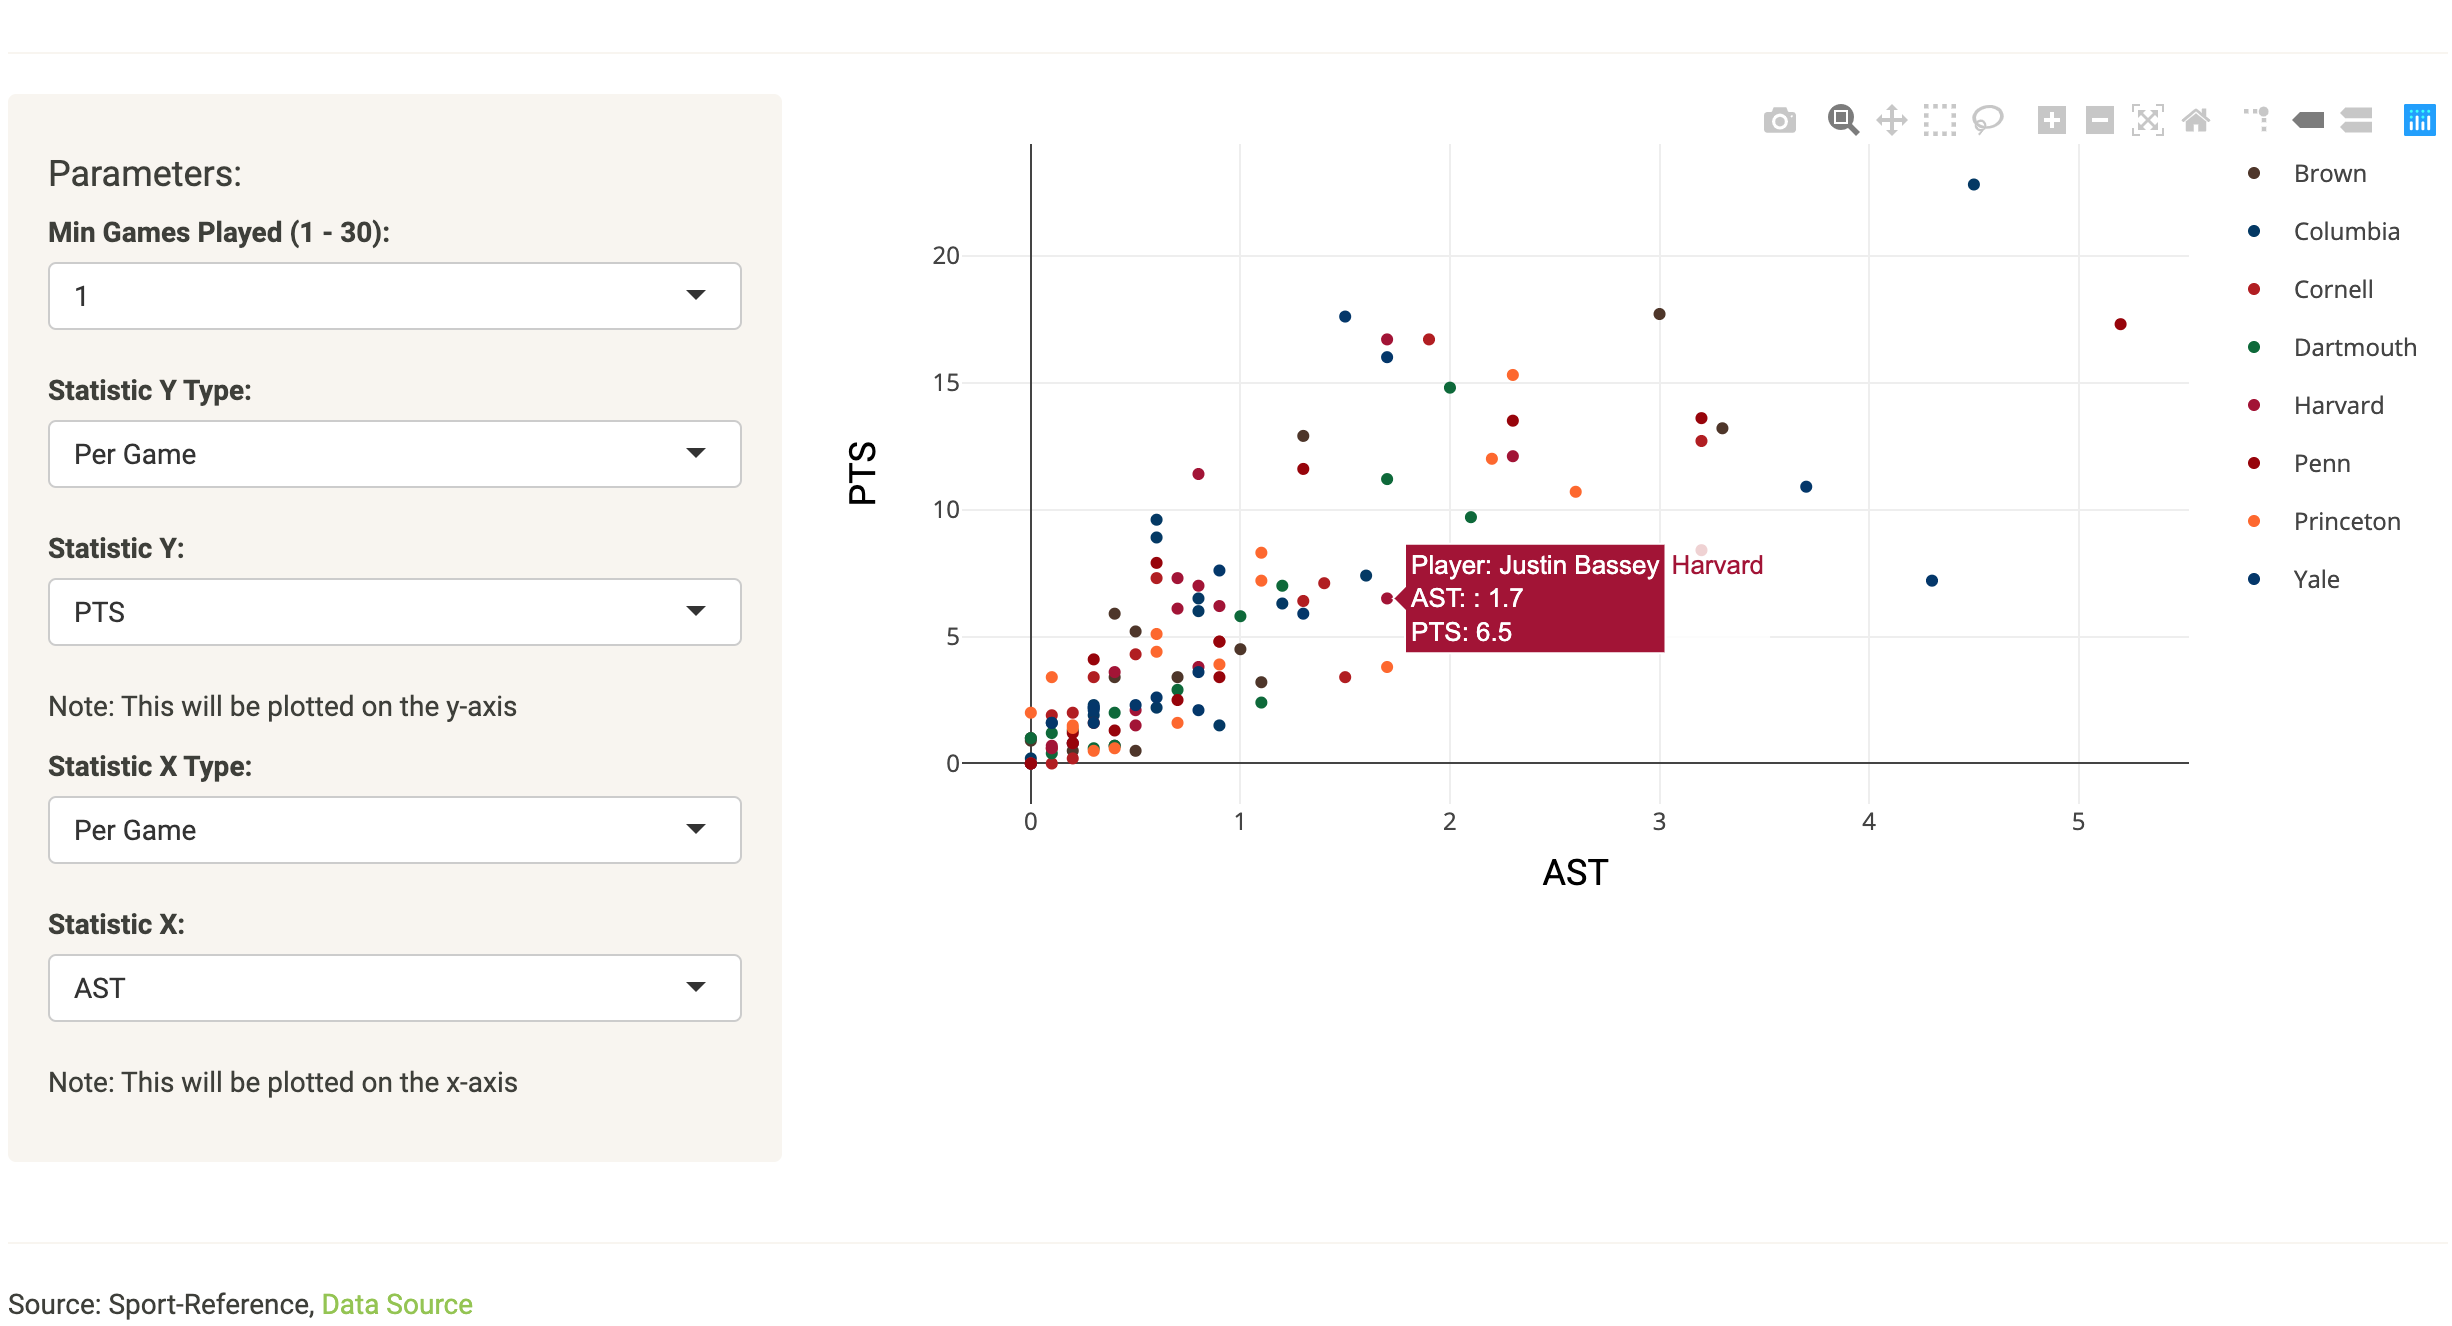 Parameters:
Min Games Played (1 - 30):
1
Statistic Y Type:
Per Game
Statistic Y:
PTS
Note: This will be plotted on the y-axis
Statistic X Type:
Per Game
Statistic X:
AST
Note: This will be plotted on the x-axis
PTS
20
15
10
5
0
0 1 2 3 4 5
AST
Player: Justin Bassey Harvard
AST: : 1.7
PTS: 6.5
Brown
Columbia
Cornell
Dartmouth
Harvard
Penn
Princeton
Yale
Source: Sport-Reference, Data Source